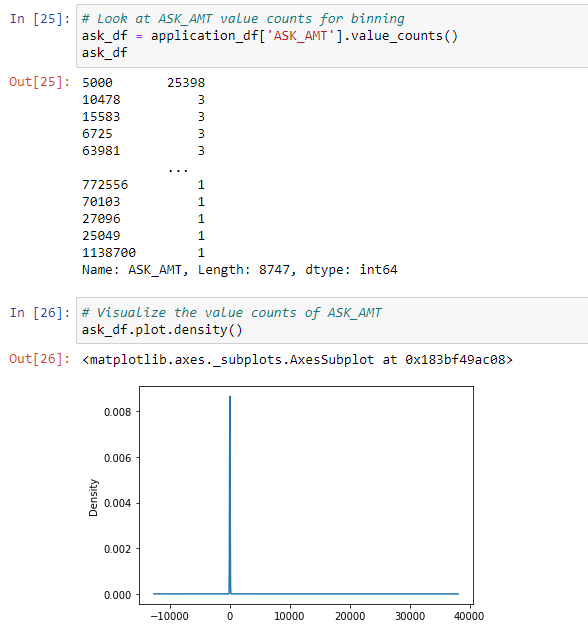 In [25]: # Look at ASK_AMT value counts for binning
ask_df = application_df['ASK_AMT'].value_counts()
ask_df
Out[25]: 5000 25398
10478 3
15583 3
6725 3
63981 3
...
772556 1
70103 1
27096 1
25049 1
1138700 1
Name: ASK_AMT, Length: 8747, dtype: int64
In [26]: # Visualize the value counts of ASK_AMT
ask_df.plot.density()
Out[26]: <matplotlib.axes._subplots.AxesSubplot at 0x183bf49ac08>
0.008
0.006
0.004
0.002
0.000
Density
−10000 0 10000 20000 30000 40000